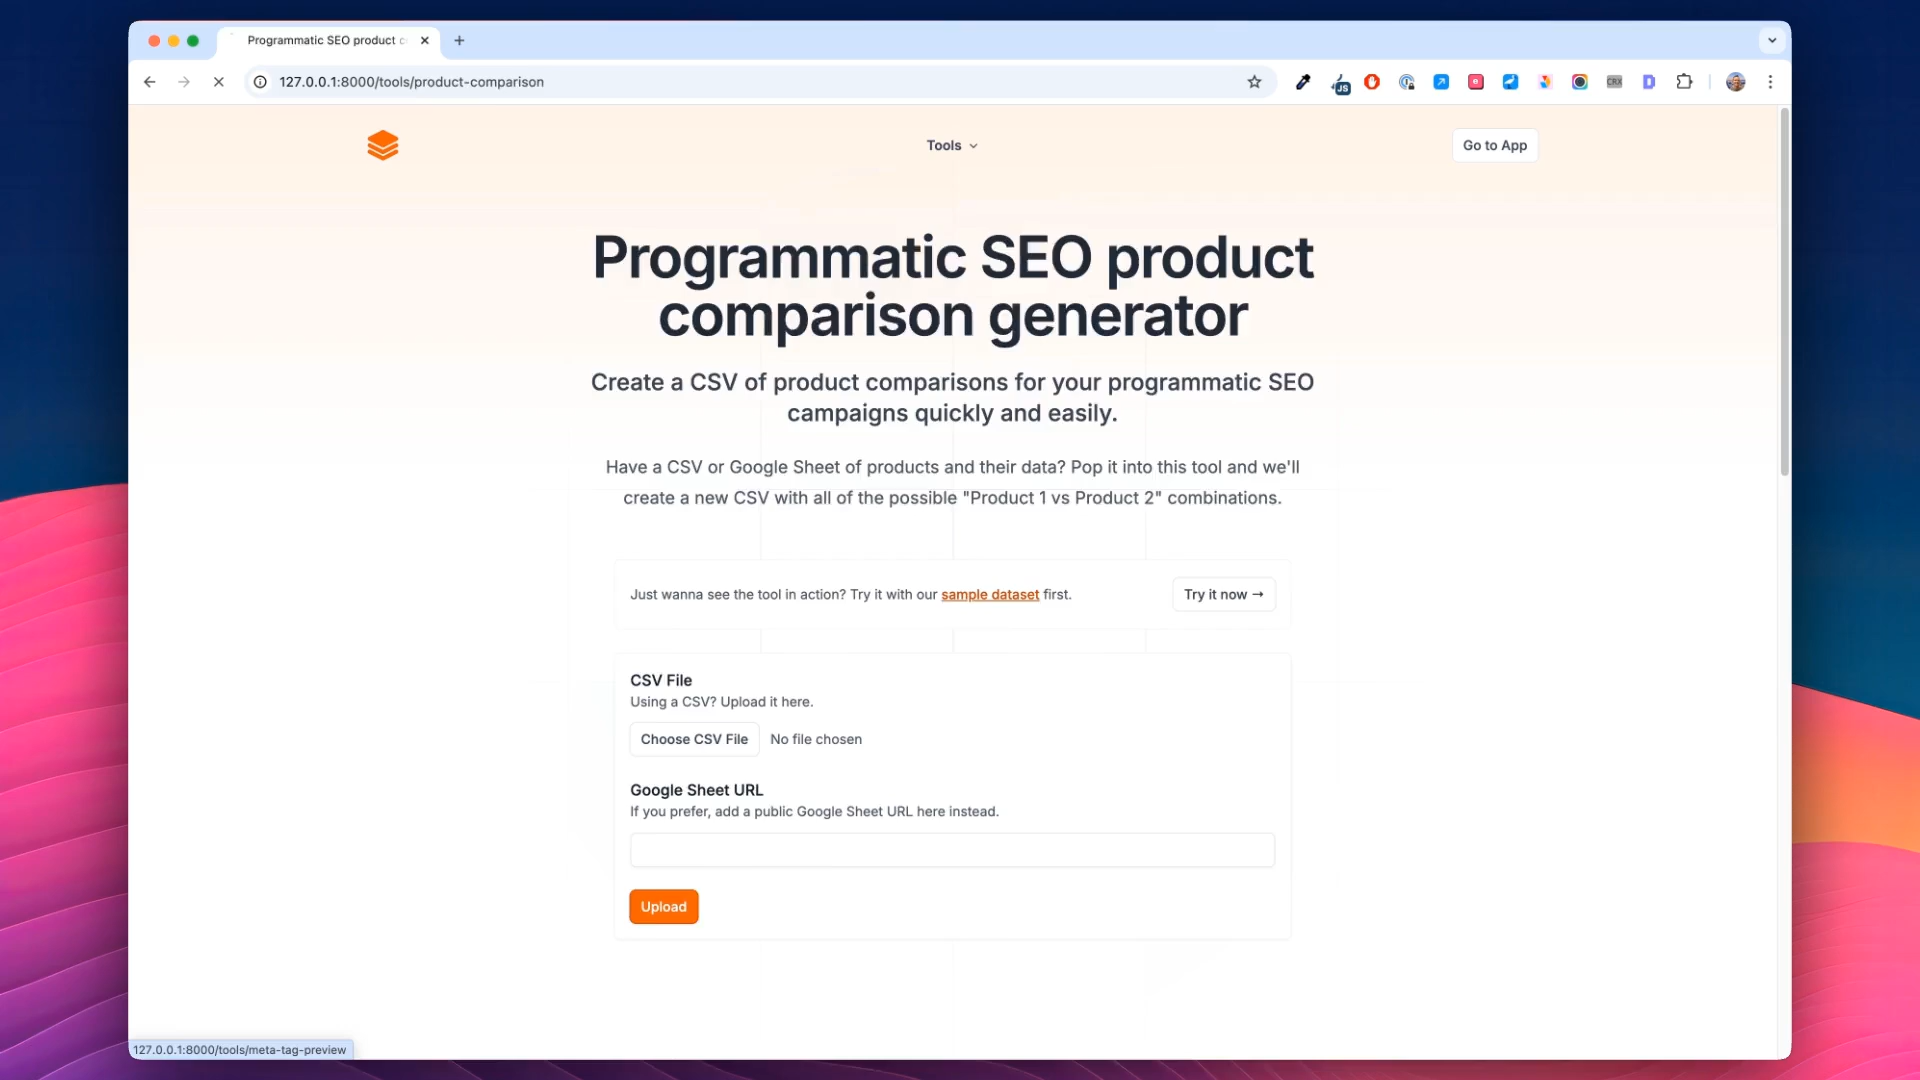 Programmatic SEO product c
127.0.0.1:8000/tools/product-comparison
JS
CRX
Tools
Go to App
Programmatic SEO product
comparison generator
Create a CSV of product comparisons for your programmatic SEO
campaigns quickly and easily.
Have a CSV or Google Sheet of products and their data? Pop it into this tool and we'll
create a new CSV with all of the possible "Product 1 vs Product 2" combinations.
Just wanna see the tool in action? Try it with our sample dataset first.
Try it now →
CSV File
Using a CSV? Upload it here.
Choose CSV File No file chosen
Google Sheet URL
If you prefer, add a public Google Sheet URL here instead.
Upload
127.0.0.1:8000/tools/meta-tag-preview